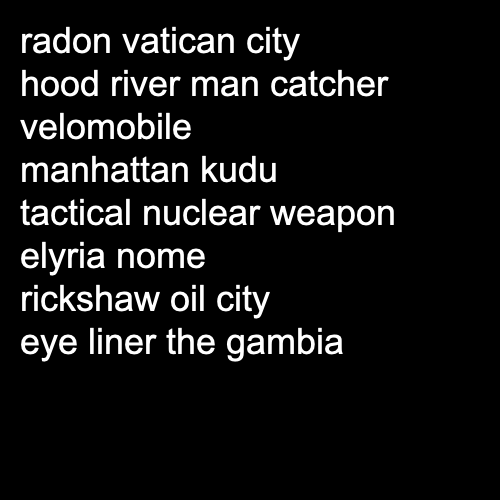 radon vatican city
hood river man catcher
velomobile
manhattan kudu
tactical nuclear weapon
elyria nome
rickshaw oil city
eye liner the gambia